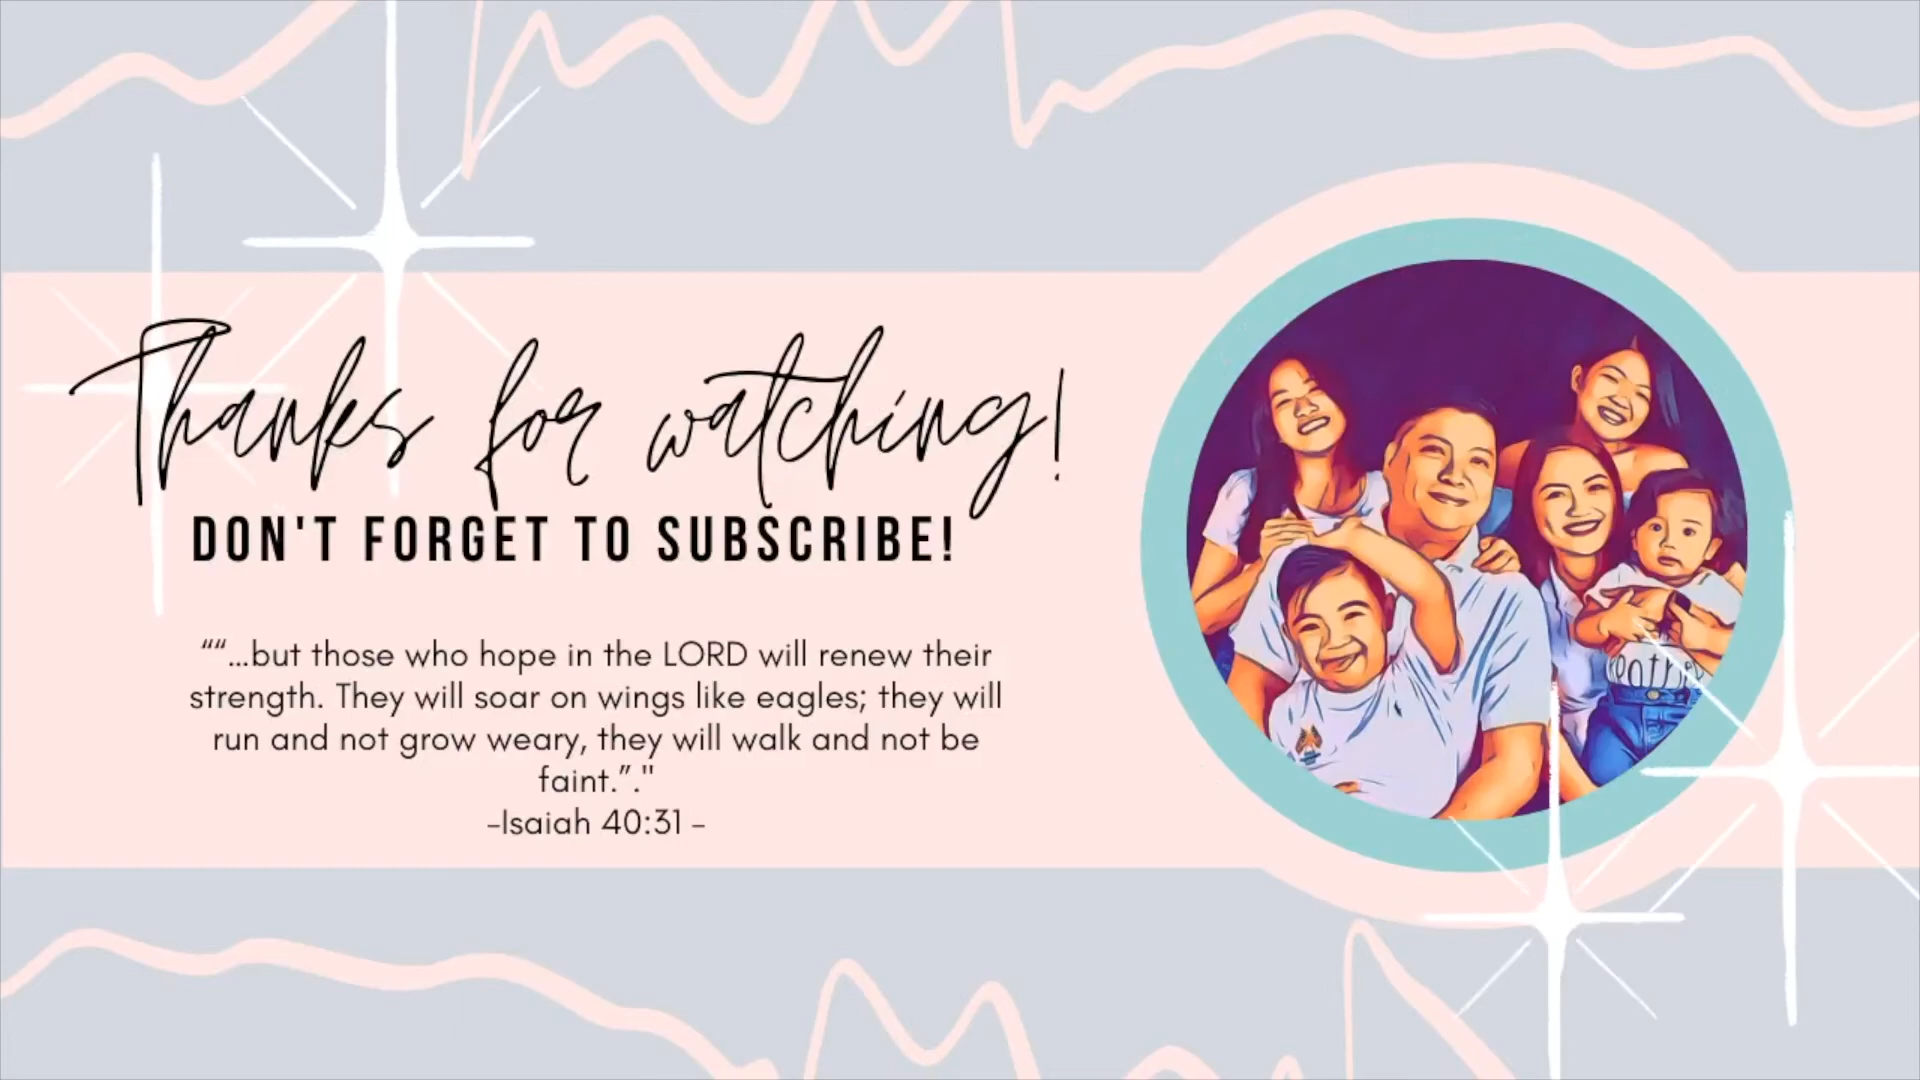 Thanks for watching!
DON'T FORGET TO SUBSCRIBE!
““...but those who hope in the LORD will renew their
strength. They will soar on wings like eagles; they will
run and not grow weary, they will walk and not be
faint.”."
-Isaiah 40:31 -